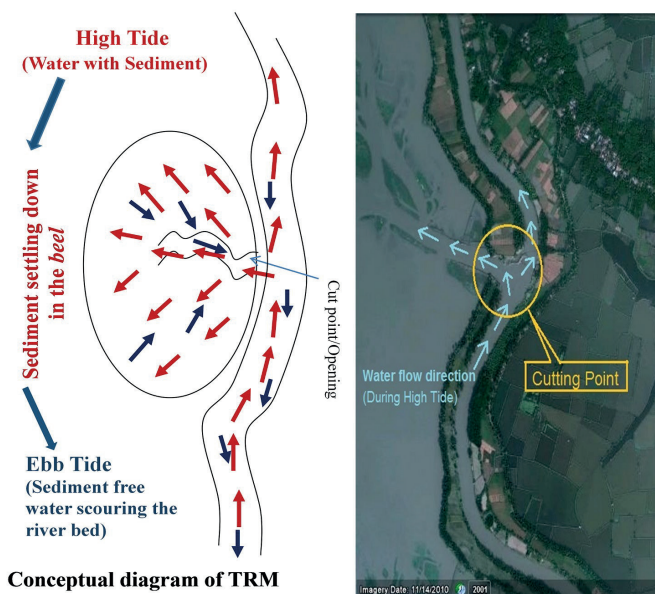 High Tide
(Water with Sediment)
Sediment settling down
in the beel
Cut point/Opening
Ebb Tide
(Sediment free
water scouring the
river bed)
Conceptual diagram of TRM
Water flow direction
(During High Tide)
Cutting Point
Imagery Date: 11/14/2010
2001